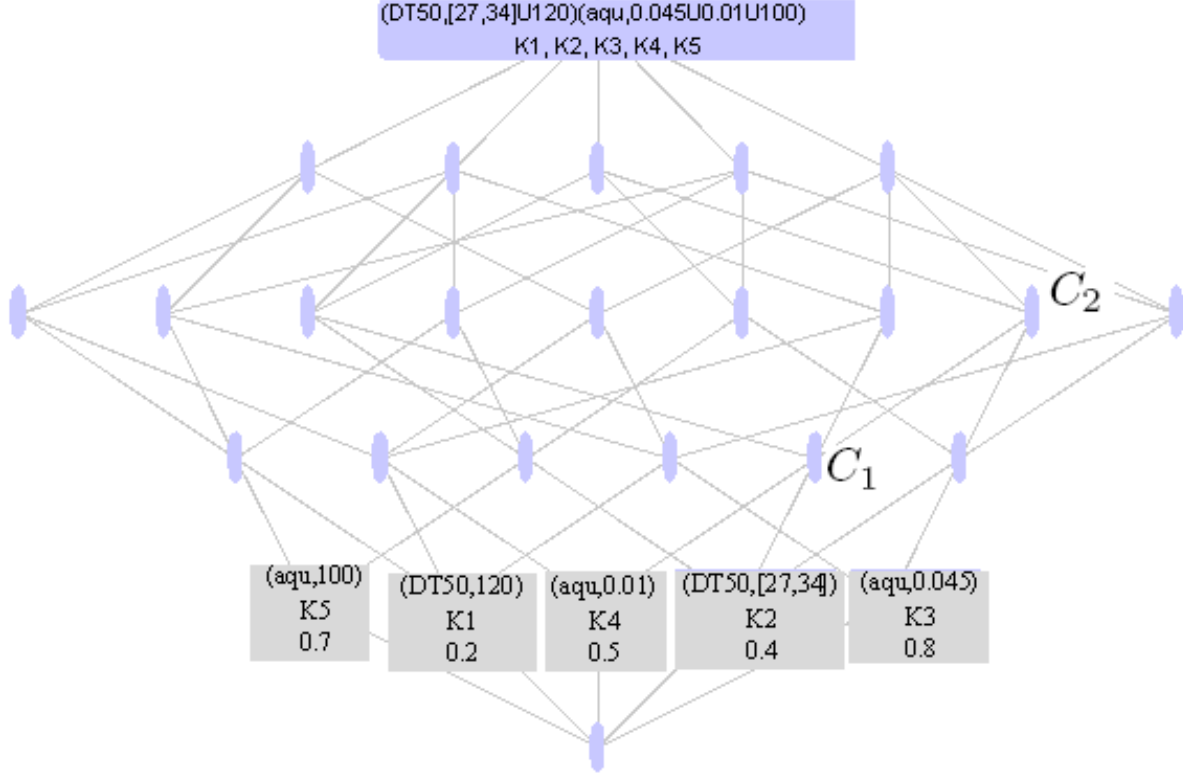 (DT50,[27,34]U120)(aqu,0.045U0.01U100)
K1, K2, K3, K4, K5
C2
C1
(aqu,100)
K5
0.7
(DT50,120)
K1
0.2
(aqu,0.01)
K4
0.5
(DT50,[27,34])
K2
0.4
(aqu,0.045)
K3
0.8